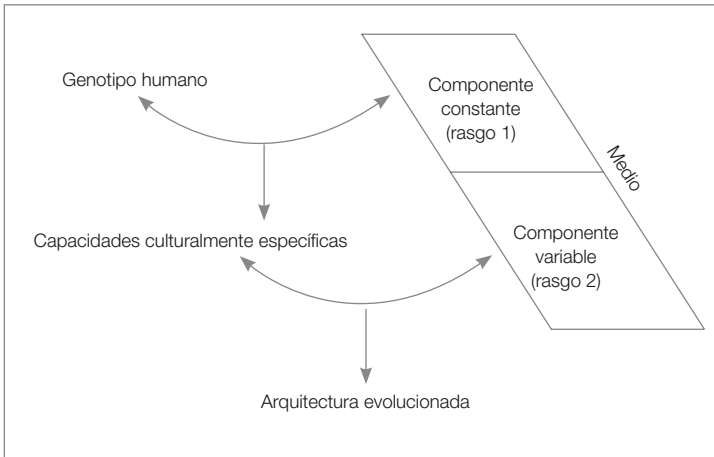 Genotipo humano
Componente
constante
(rasgo 1)
Medio
Capacidades culturalmente específicas
Componente
variable
(rasgo 2)
Arquitectura evolucionada